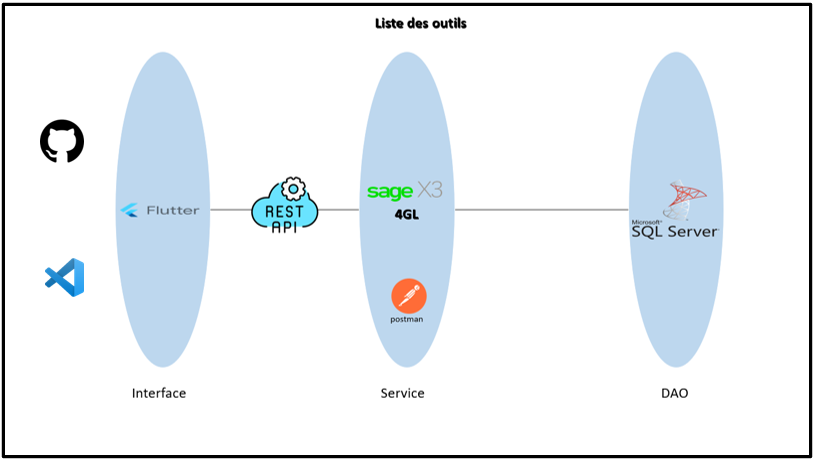 Liste des outils
Flutter
REST
API
sage X3
4GL
postman
Microsoft®
SQL Server
Interface
Service
DAO